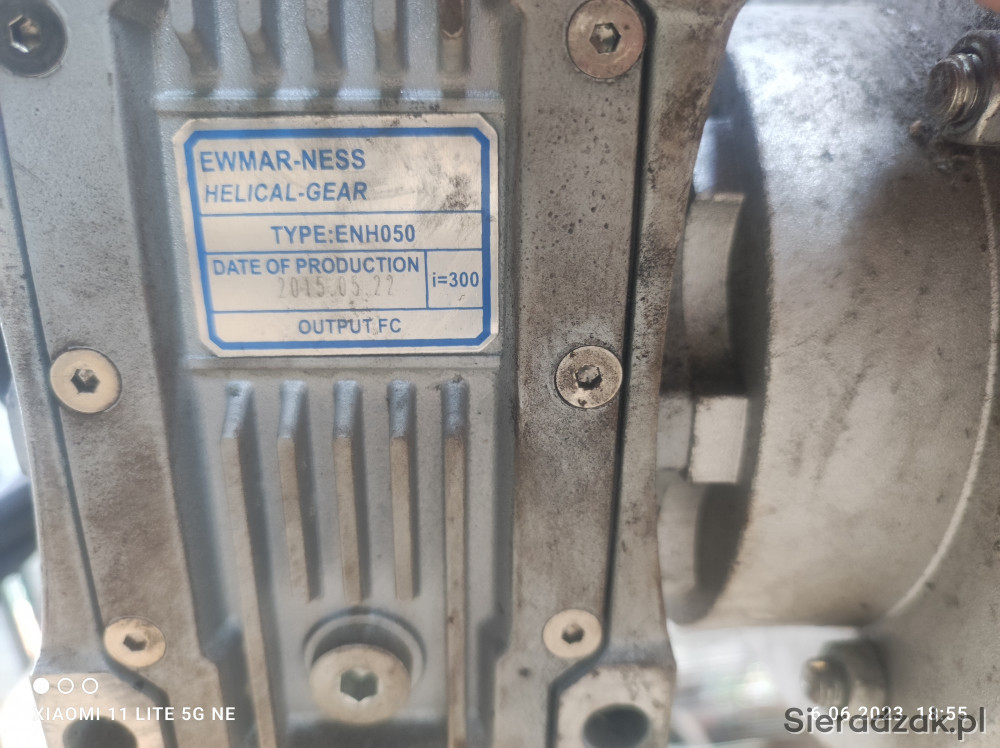 EWMAR-NESS
HELICAL-GEAR
TYPE:ENH050
DATE OF PRODUCTION
2015.05.22
i=300
OUTPUT FC
XIAOMI 11 LITE 5G NE
6.06.2023 18:55
Sieradzak.pl